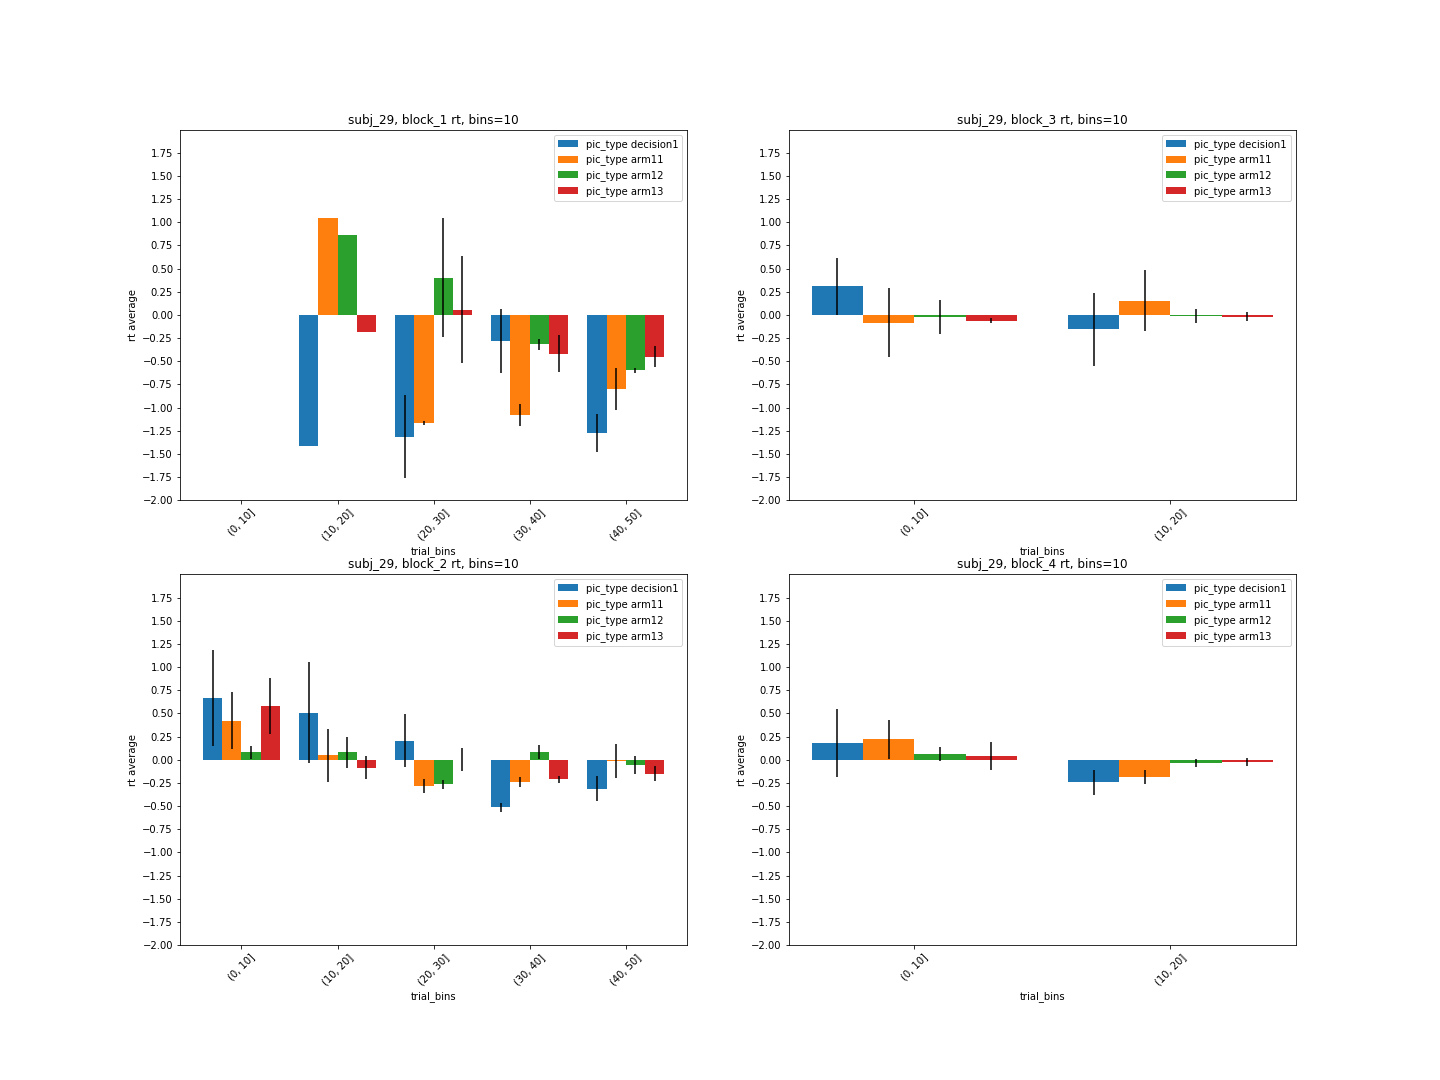 subj_29, block_1 rt, bins=10
pic_type decision1
pic_type arm11
pic_type arm12
pic_type arm13
1.75
1.50
1.25
1.00
0.75
0.50
0.25
0.00
−0.25
−0.50
−0.75
−1.00
−1.25
−1.50
−1.75
−2.00
rt average
(0, 10]
(10, 20]
(20, 30]
(30, 40]
(40, 50]
trial_bins
subj_29, block_3 rt, bins=10
pic_type decision1
pic_type arm11
pic_type arm12
pic_type arm13
1.75
1.50
1.25
1.00
0.75
0.50
0.25
0.00
−0.25
−0.50
−0.75
−1.00
−1.25
−1.50
−1.75
−2.00
rt average
(0, 10]
(10, 20]
trial_bins
subj_29, block_2 rt, bins=10
pic_type decision1
pic_type arm11
pic_type arm12
pic_type arm13
1.75
1.50
1.25
1.00
0.75
0.50
0.25
0.00
−0.25
−0.50
−0.75
−1.00
−1.25
−1.50
−1.75
−2.00
rt average
(0, 10]
(10, 20]
(20, 30]
(30, 40]
(40, 50]
trial_bins
subj_29, block_4 rt, bins=10
pic_type decision1
pic_type arm11
pic_type arm12
pic_type arm13
1.75
1.50
1.25
1.00
0.75
0.50
0.25
0.00
−0.25
−0.50
−0.75
−1.00
−1.25
−1.50
−1.75
−2.00
rt average
(0, 10]
(10, 20]
trial_bins